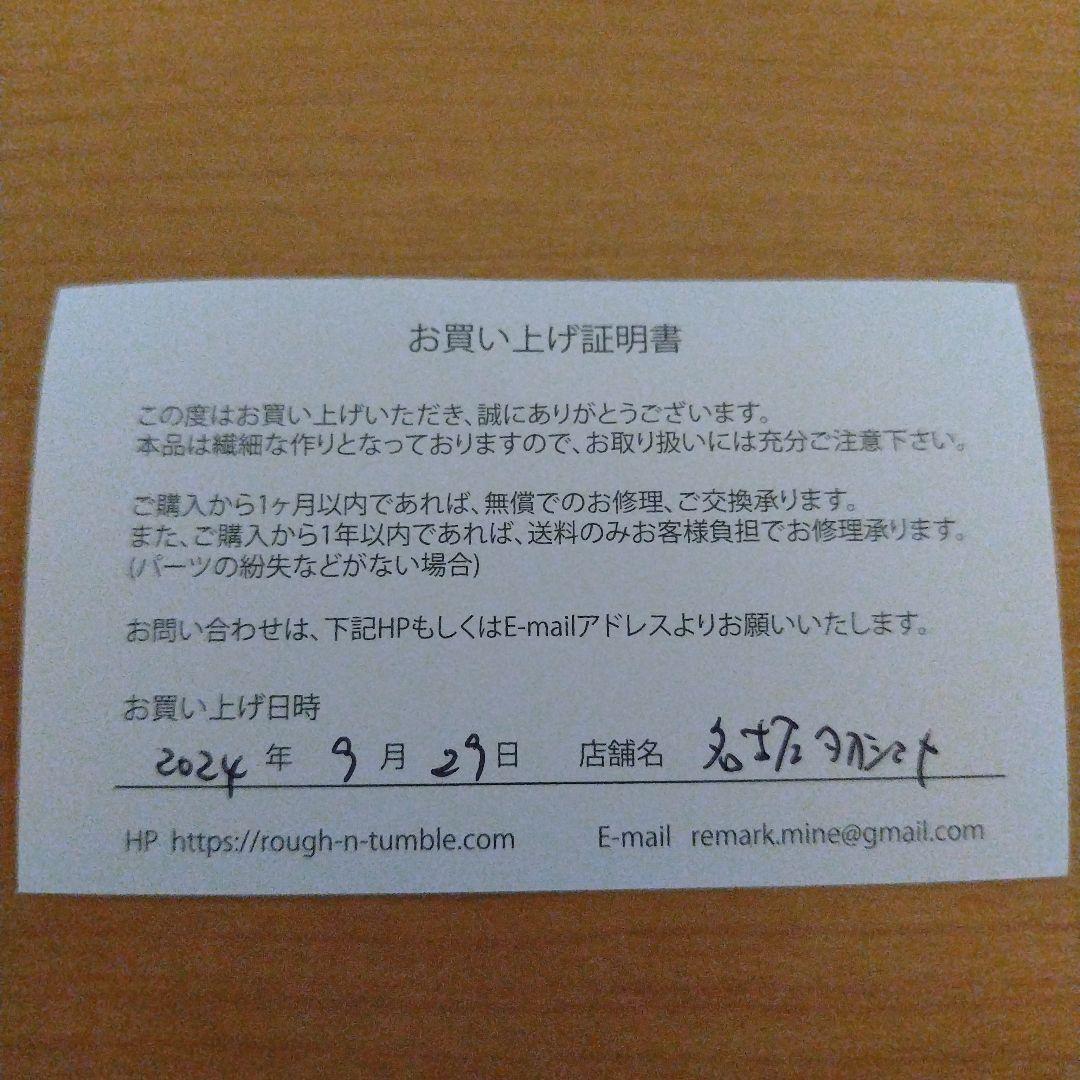 お買い上げ証明書
この度はお買い上げいただき、誠にありがとうございます。
本品は繊細な作りとなっておりますので、お取り扱いには充分ご注意下さい。
ご購入から1ヶ月以内であれば、無償でのお修理、ご交換承ります。
また、ご購入から1年以内であれば、送料のみお客様負担でお修理承ります。
(パーツの紛失などがない場合)
お問い合わせは、下記HPもしくはE-mailアドレスよりお願いいたします。
お買い上げ日時
2024 年 9 月 29 日 店舗名 名古屋タカシマヤ
HP https://rough-n-tumble.com E-mail remark.mine@gmail.com